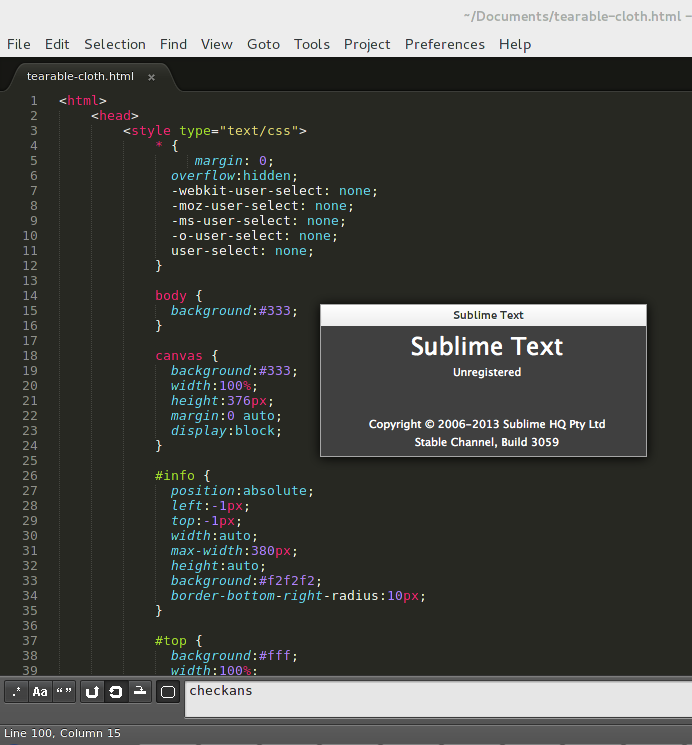 ~/Documents/tearable-cloth.html –
File Edit Selection Find View Goto Tools Project Preferences Help
tearable-cloth.html ×
1 <html>
2 <head>
3 <style type="text/css">
4 * {
5 margin: 0;
6 overflow:hidden;
7 -webkit-user-select: none;
8 -moz-user-select: none;
9 -ms-user-select: none;
10 -o-user-select: none;
11 user-select: none;
12 }
13
14 body {
15 background:#333;
16 }
17
18 canvas {
19 background:#333;
20 width:100%;
21 height:376px;
22 margin:0 auto;
23 display:block;
24 }
25
26 #info {
27 position:absolute;
28 left:-1px;
29 top:-1px;
30 width:auto;
31 max-width:380px;
32 height:auto;
33 background:#f2f2f2;
34 border-bottom-right-radius:10px;
35 }
36
37 #top {
38 background:#fff;
39 width:100%;
Sublime Text
Sublime Text
Unregistered
Copyright © 2006-2013 Sublime HQ Pty Ltd
Stable Channel, Build 3059
.* Aa “ ” checkans
Line 100, Column 15